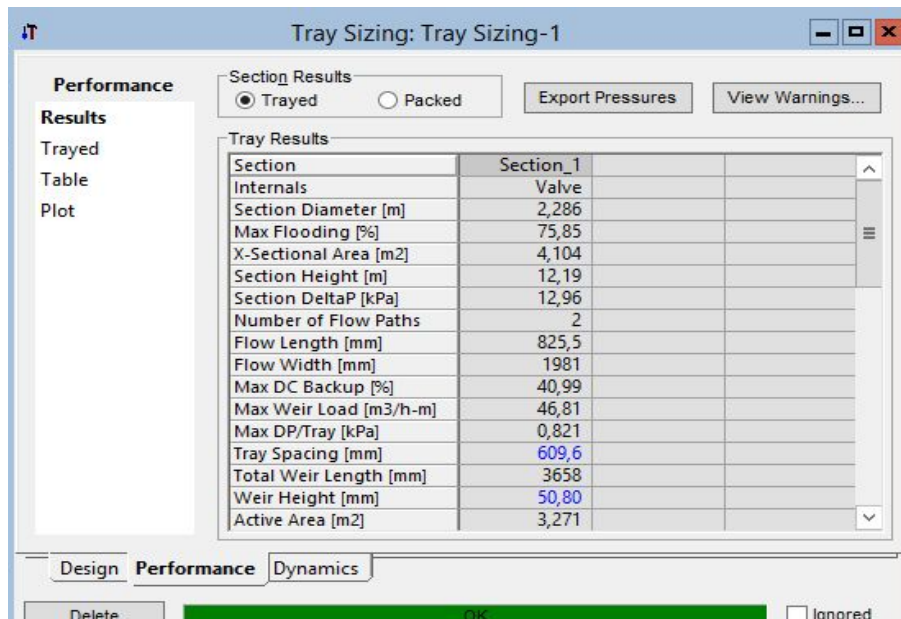 Tray Sizing: Tray Sizing-1
Performance
Results
Trayed
Table
Plot
Section Results
Trayed Packed
Export Pressures
View Warnings...
Tray Results
Section Section_1
Internals Valve
Section Diameter [m] 2,286
Max Flooding [%] 75,85
X-Sectional Area [m2] 4,104
Section Height [m] 12,19
Section DeltaP [kPa] 12,96
Number of Flow Paths 2
Flow Length [mm] 825,5
Flow Width [mm] 1981
Max DC Backup [%] 40,99
Max Weir Load [m3/h-m] 46,81
Max DP/Tray [kPa] 0,821
Tray Spacing [mm] 609,6
Total Weir Length [mm] 3658
Weir Height [mm] 50,80
Active Area [m2] 3,271
Design Performance Dynamics
Delete OK Ignored